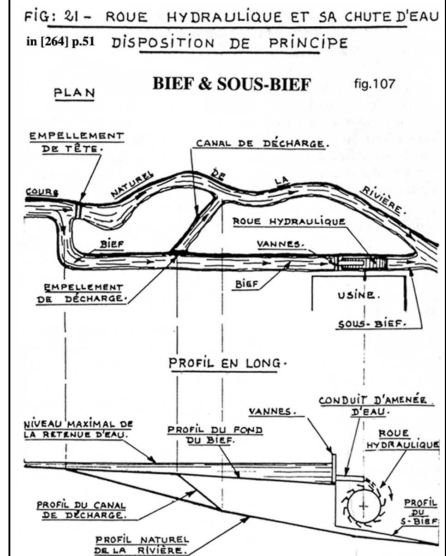 FIG: 21 - ROUE HYDRAULIQUE ET SA CHUTE D'EAU
in [264] p.51 DISPOSITION DE PRINCIPE
BIEF & SOUS-BIEF fig.107
PLAN
EMPELLEMENT
DE TÊTE.
CANAL DE DÉCHARGE.
COURS NATUREL DE LA RIVIÈRE.
ROUE HYDRAULIQUE
BIEF
VANNES.
EMPELLEMENT
DE DÉCHARGE.
BIEF
USINE.
SOUS-BIEF.
PROFIL EN LONG.
CONDUIT D'AMENÉE
D'EAU.
VANNES.
NIVEAU MAXIMAL DE
LA RETENUE D'EAU.
PROFIL DU FOND
DU BIEF.
ROUE
HYDRAULIQUE
PROFIL DU CANAL
DE DÉCHARGE.
PROFIL
DU
S-BIEF
PROFIL NATUREL
DE LA RIVIÈRE.